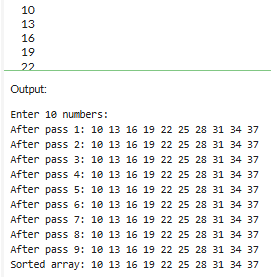 10
13
16
19
22
Output:
Enter 10 numbers:
After pass 1: 10 13 16 19 22 25 28 31 34 37
After pass 2: 10 13 16 19 22 25 28 31 34 37
After pass 3: 10 13 16 19 22 25 28 31 34 37
After pass 4: 10 13 16 19 22 25 28 31 34 37
After pass 5: 10 13 16 19 22 25 28 31 34 37
After pass 6: 10 13 16 19 22 25 28 31 34 37
After pass 7: 10 13 16 19 22 25 28 31 34 37
After pass 8: 10 13 16 19 22 25 28 31 34 37
After pass 9: 10 13 16 19 22 25 28 31 34 37
Sorted array: 10 13 16 19 22 25 28 31 34 37